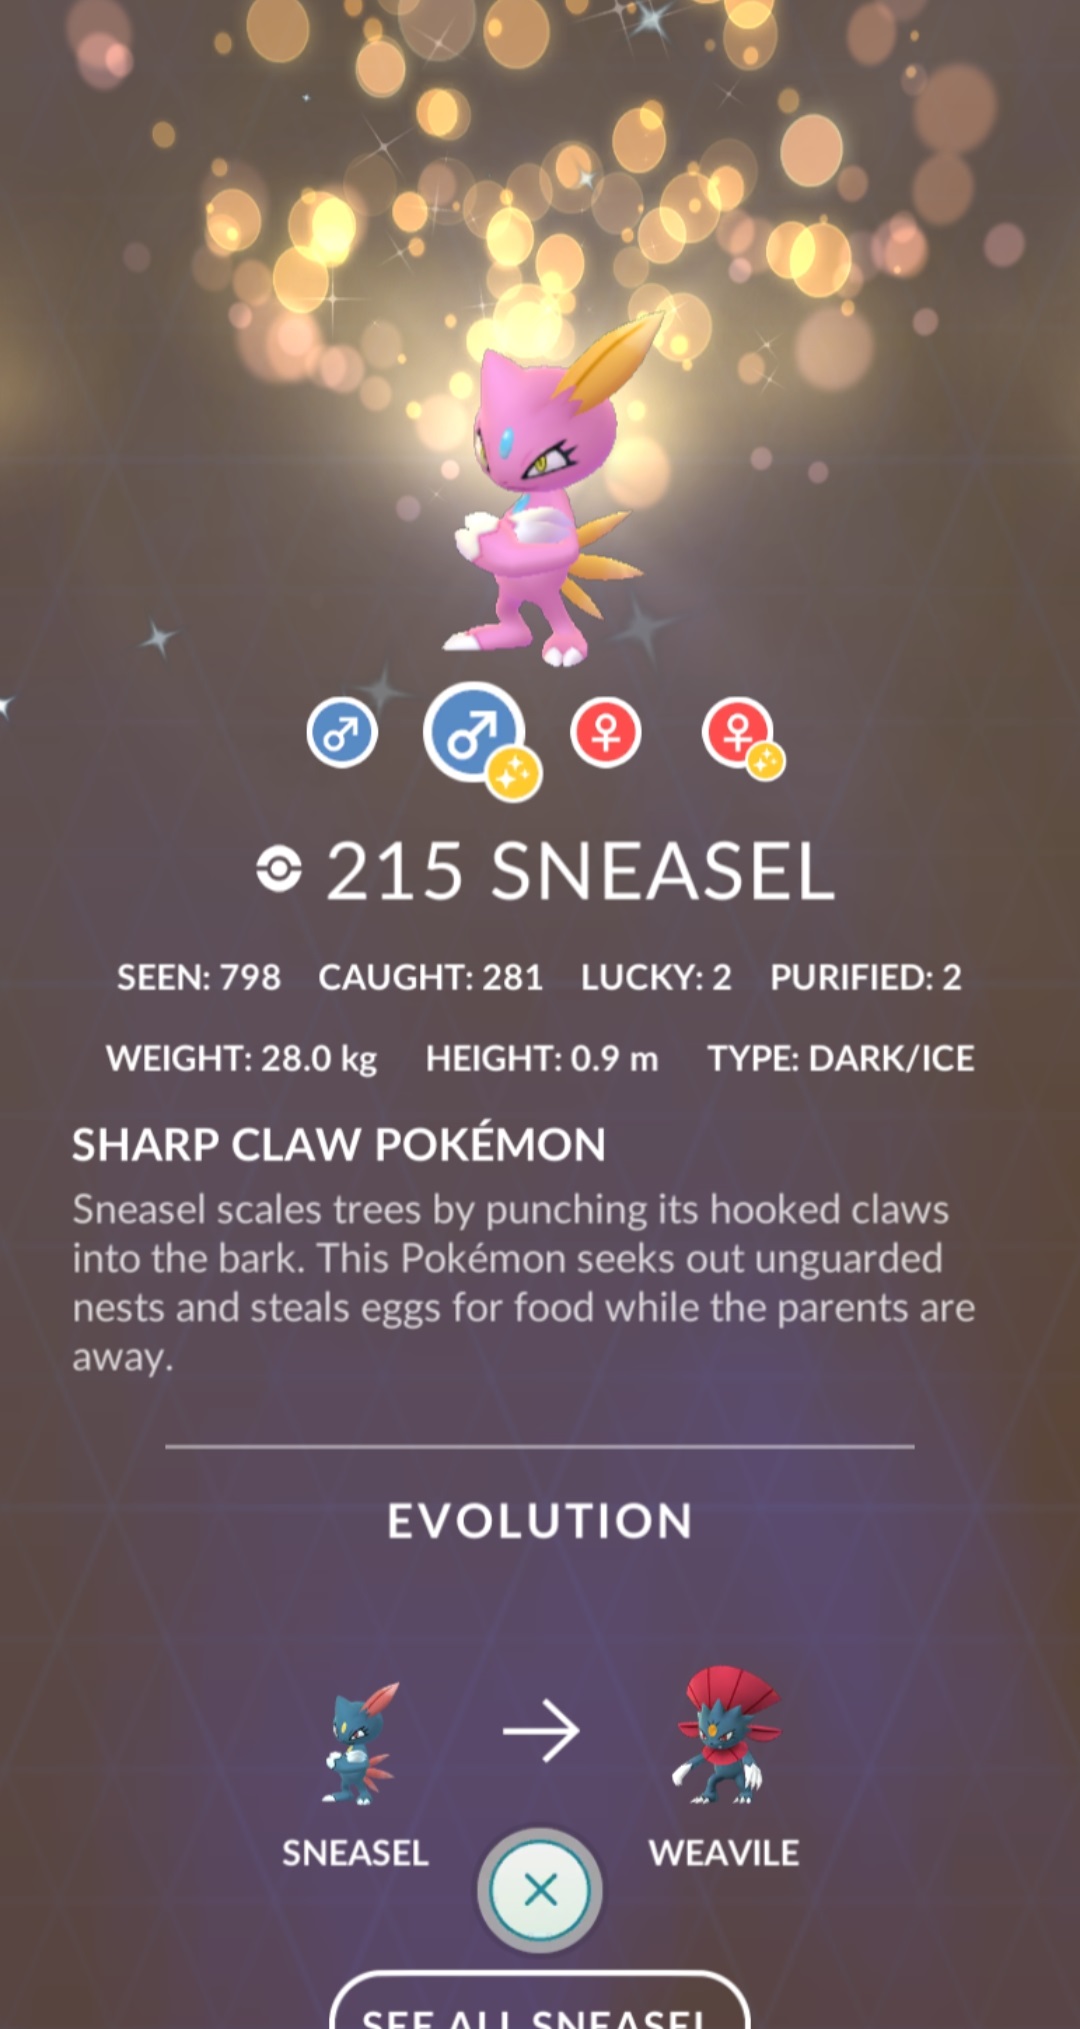 215 SNEASEL
SEEN: 798 CAUGHT: 281 LUCKY: 2 PURIFIED: 2
WEIGHT: 28.0 kg HEIGHT: 0.9 m TYPE: DARK/ICE
SHARP CLAW POKÉMON
Sneasel scales trees by punching its hooked claws
into the bark. This Pokémon seeks out unguarded
nests and steals eggs for food while the parents are
away.
EVOLUTION
SNEASEL WEAVILE
SEE ALL SNEASEL